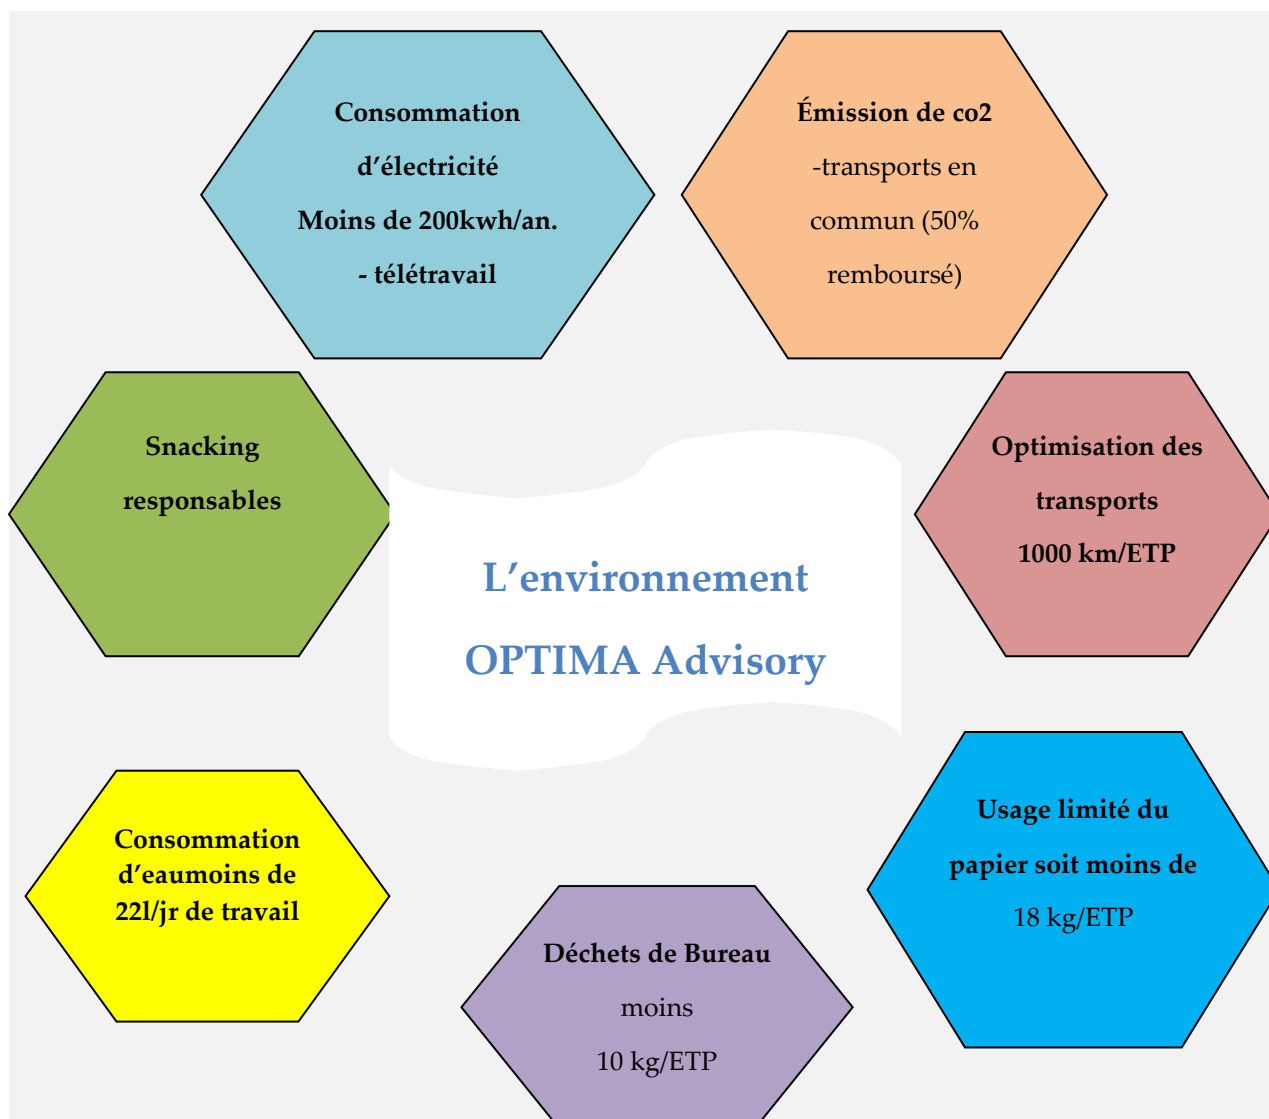 Consommation
d’électricité
Moins de 200kwh/an.
- télétravail
Émission de co2
-transports en
commun (50%
remboursé)
Snacking
responsables
Optimisation des
transports
1000 km/ETP
L’environnement
OPTIMA Advisory
Consommation
d’eaumoins de
22l/jr de travail
Usage limité du
papier soit moins de
18 kg/ETP
Déchets de Bureau
moins
10 kg/ETP